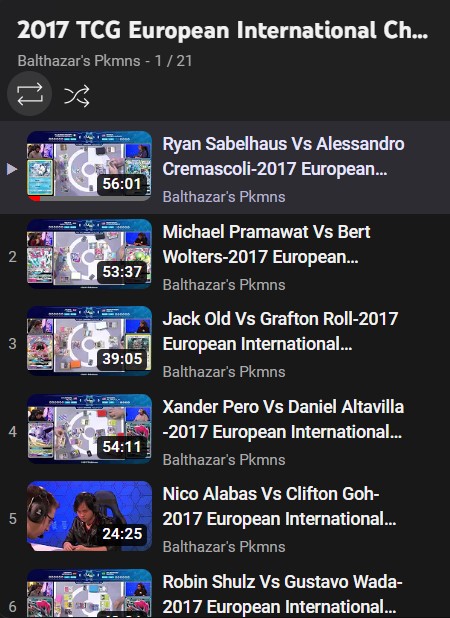 2017 TCG European International Ch...
Balthazar's Pkmns - 1 / 21
Ryan Sabelhaus Vs Alessandro
Cremascoli-2017 European...
56:01
Balthazar's Pkmns
2
Michael Pramawat Vs Bert
Wolters-2017 European...
53:37
Balthazar's Pkmns
3
Jack Old Vs Grafton Roll-2017
European International...
39:05
Balthazar's Pkmns
4
Xander Pero Vs Daniel Altavilla
-2017 European International...
54:11
Balthazar's Pkmns
5
Nico Alabas Vs Clifton Goh-
2017 European International...
24:25
Balthazar's Pkmns
6
Robin Shulz Vs Gustavo Wada-
2017 European International...